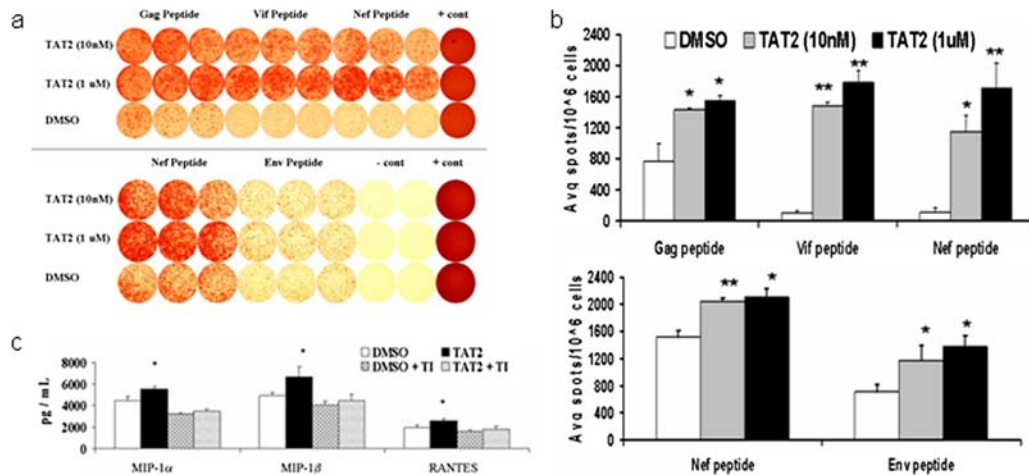 a
Gag Peptide Vif Peptide Nef Peptide + cont
TAT2 (10nM)
TAT2 (1 uM)
DMSO
Nef Peptide Env Peptide - cont + cont
TAT2 (10nM)
TAT2 (1 uM)
DMSO
b
DMSO TAT2 (10nM) TAT2 (1uM)
Avg spots/10^6 cells
2000
1600
1200
800
400
0
* * ** ** * **
Gag peptide Vif peptide Nef peptide
Avg spots/10^6 cells
2400
2000
1600
1200
800
400
0
** * * *
Nef peptide Env peptide
c
DMSO TAT2
DMSO + TI TAT2 + TI
pg / mL
8000
6000
4000
2000
0
* * *
MIP-1α MIP-1β RANTES